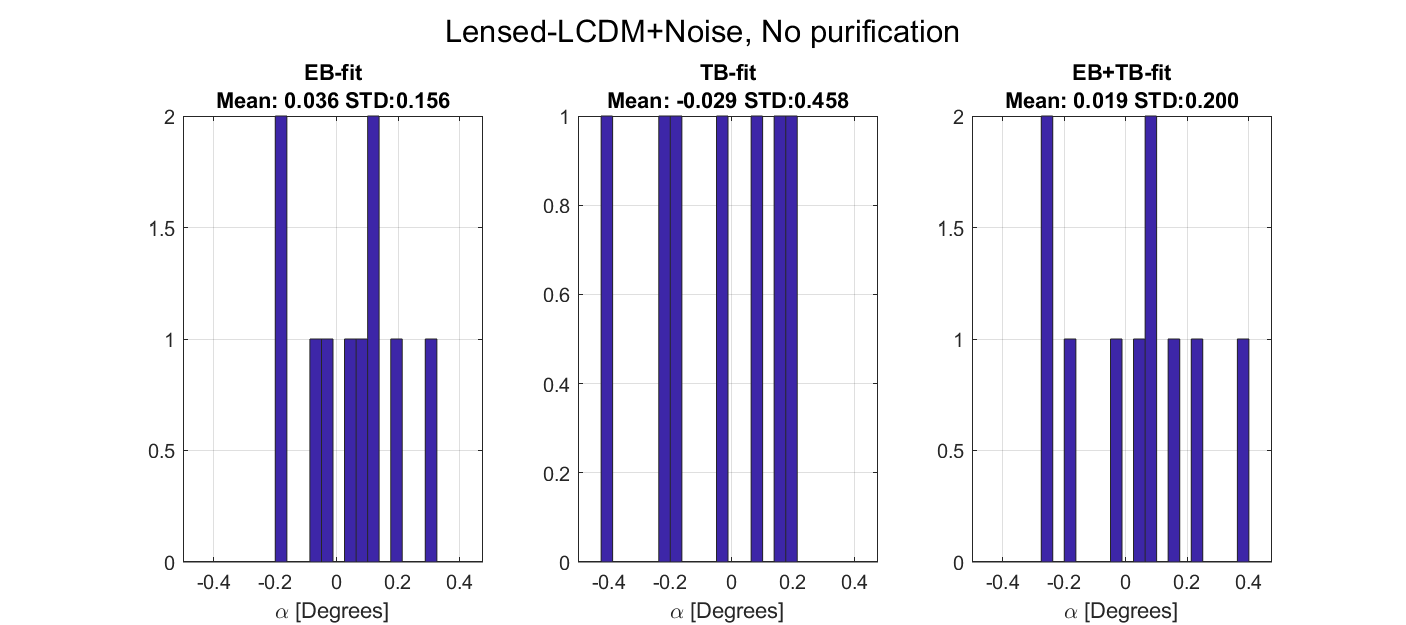 Lensed-LCDM+Noise, No purification
EB-fit
Mean: 0.036 STD:0.156
2
1.5
1
0.5
0
-0.4 -0.2 0 0.2 0.4
α [Degrees]
TB-fit
Mean: -0.029 STD:0.458
1
0.8
0.6
0.4
0.2
0
-0.4 -0.2 0 0.2 0.4
α [Degrees]
EB+TB-fit
Mean: 0.019 STD:0.200
2
1.5
1
0.5
0
-0.4 -0.2 0 0.2 0.4
α [Degrees]